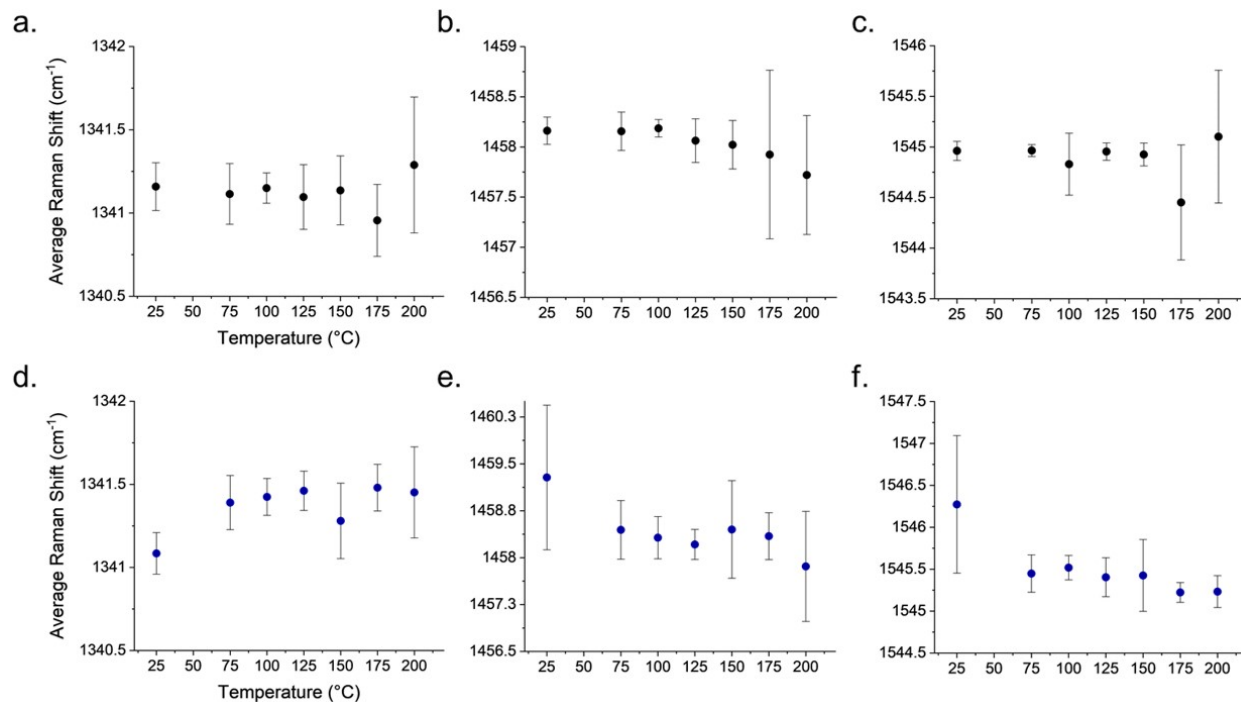 a.
Average Raman Shift (cm⁻¹)
1342
1341.5
1341
1340.5
25 50 75 100 125 150 175 200
Temperature (°C)
b.
1459
1458.5
1458
1457.5
1457
1456.5
25 50 75 100 125 150 175 200
c.
1546
1545.5
1545
1544.5
1544
1543.5
25 50 75 100 125 150 175 200
d.
Average Raman Shift (cm⁻¹)
1342
1341.5
1341
1340.5
25 50 75 100 125 150 175 200
Temperature (°C)
e.
1460.3
1459.5
1458.8
1458
1457.3
1456.5
25 50 75 100 125 150 175 200
f.
1547.5
1547
1546.5
1546
1545.5
1545
1544.5
25 50 75 100 125 150 175 200